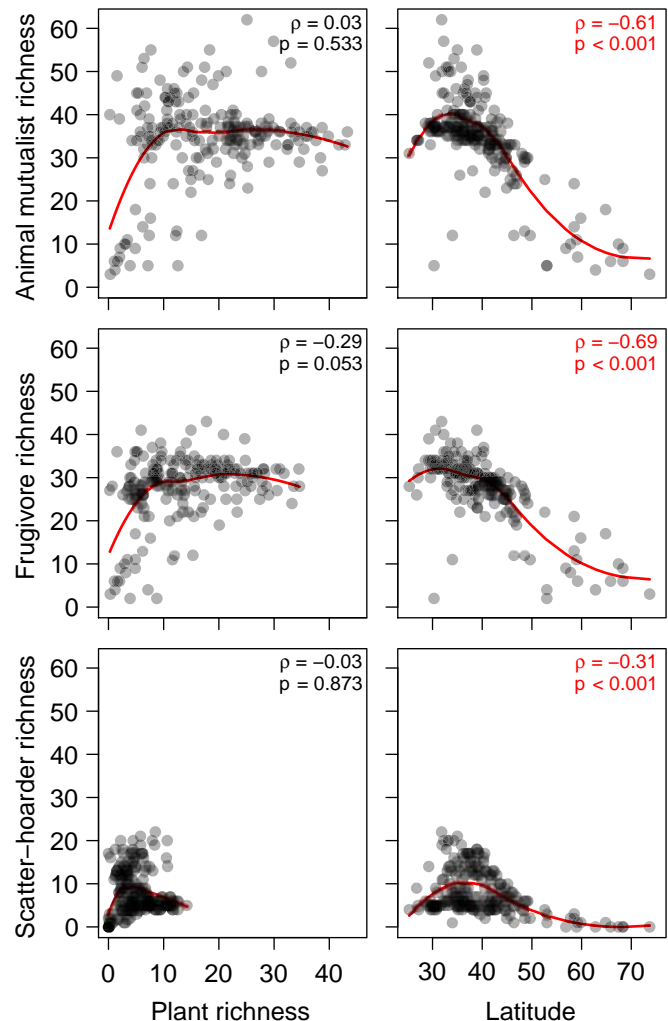 Animal mutualist richness
0
10
20
30
40
50
60
ρ = 0.03
p = 0.533
ρ = −0.61
p < 0.001
Frugivore richness
0
10
20
30
40
50
60
ρ = −0.29
p = 0.053
ρ = −0.69
p < 0.001
Scatter−hoarder richness
0
10
20
30
40
50
60
ρ = −0.03
p = 0.873
ρ = −0.31
p < 0.001
0 10 20 30 40
30 40 50 60 70
Plant richness
Latitude